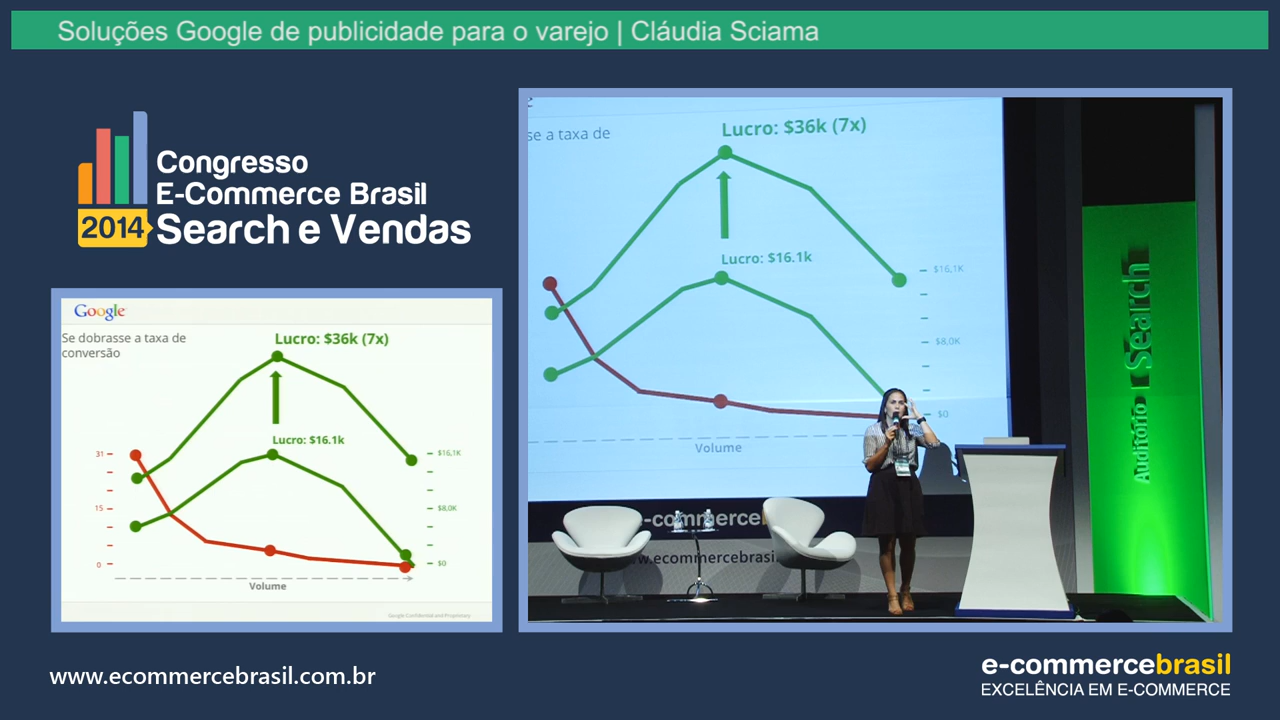 Soluções Google de publicidade para o varejo | Cláudia Sciama
Congresso
E-Commerce Brasil
2014 Search e Vendas
Google
Se dobrasse a taxa de
conversão
Lucro: $36k (7x)
Lucro: $16.1k
31
15
0
$16,1K
$8,0K
$0
Volume
Google Confidential and Proprietary
se a taxa de
Lucro: $36k (7x)
Lucro: $16.1k
$16,1K
$8,0K
$0
Volume
e-commerce
www.ecommercebrasi
Auditório Search
www.ecommercebrasil.com.br
e-commercebrasil
EXCELÊNCIA EM E-COMMERCE